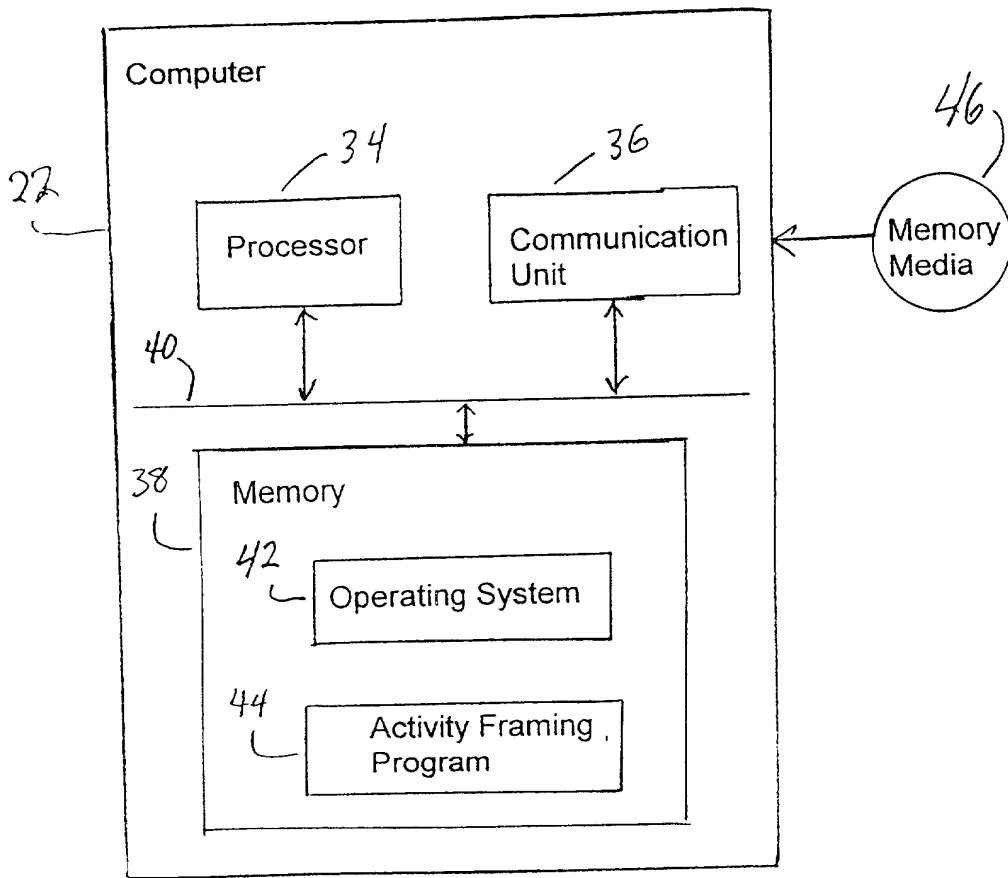 Computer
46
34
36
22
Processor
Communication
Unit
Memory
Media
40
38
Memory
42
Operating System
44
Activity Framing
Program